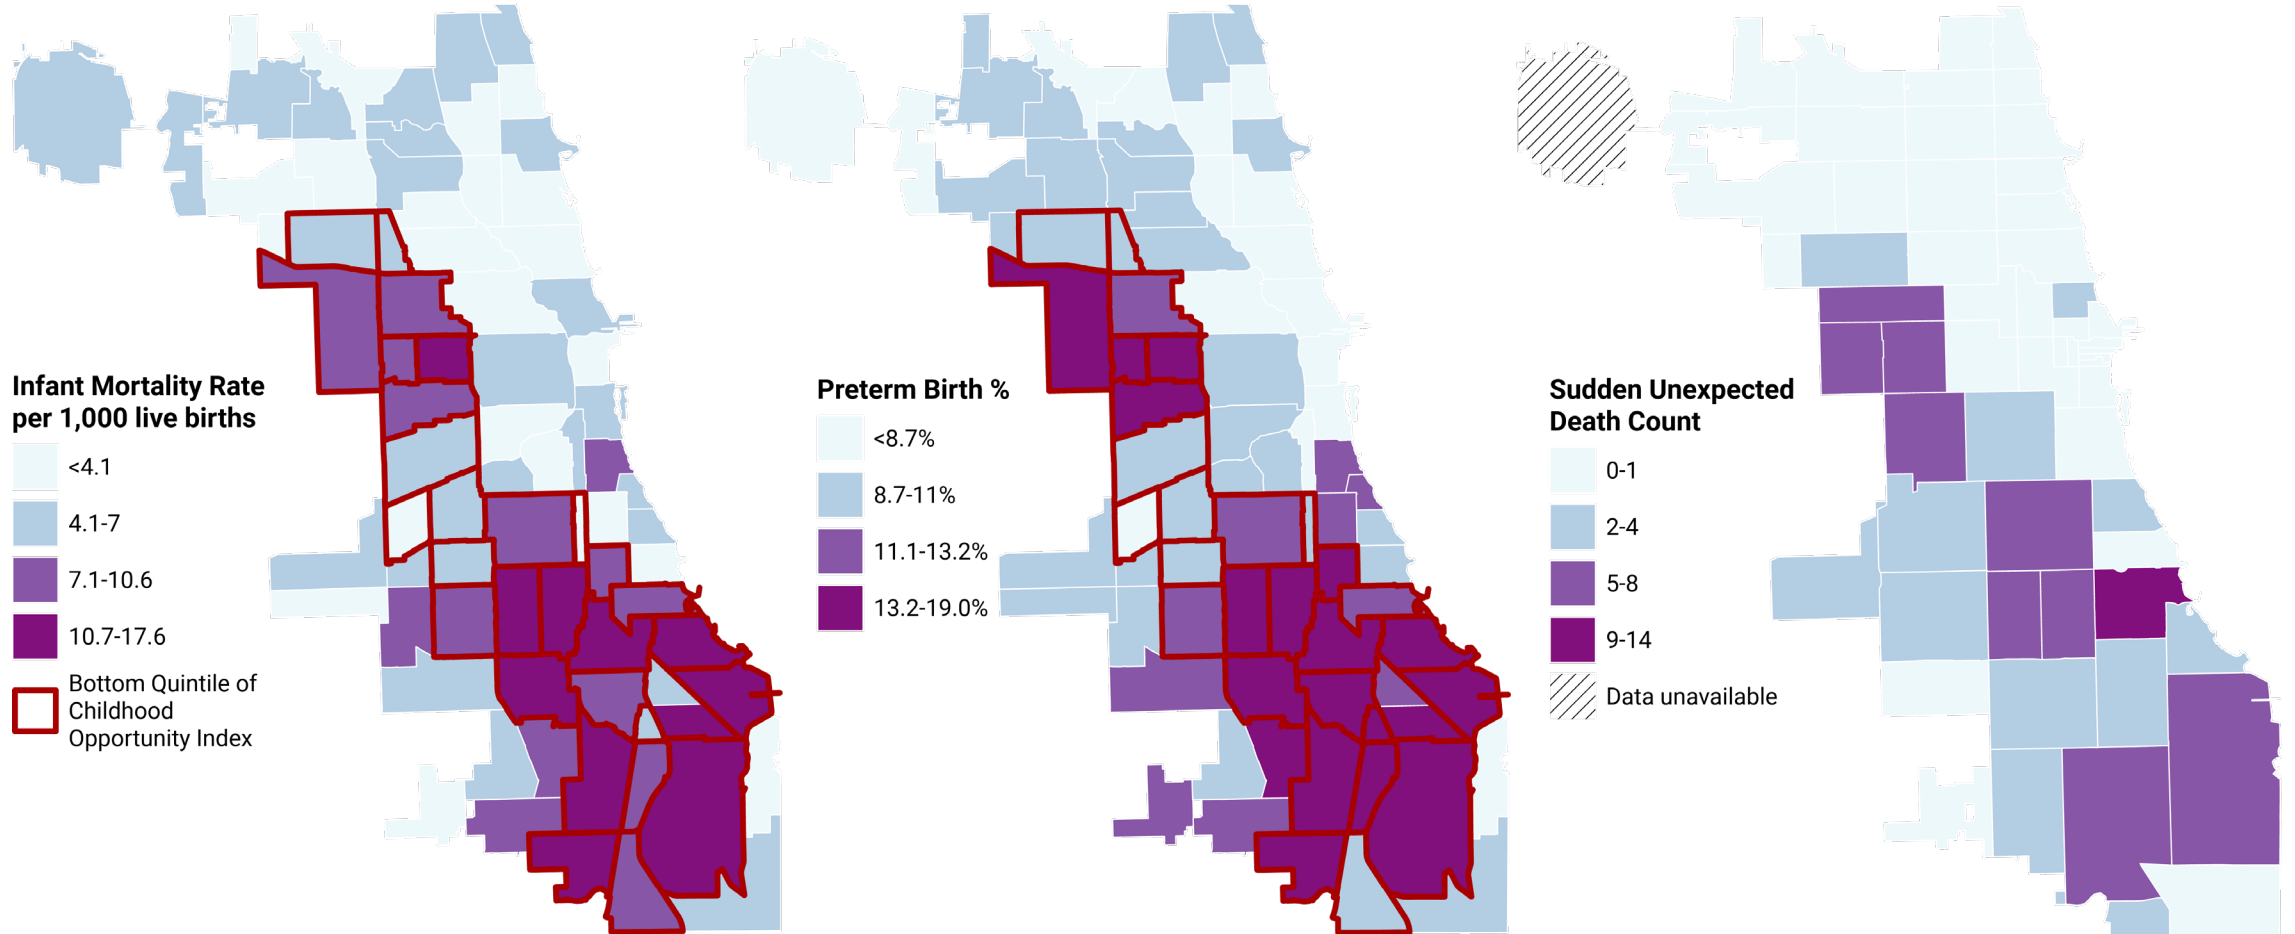 Infant Mortality Rate
per 1,000 live births
<4.1
4.1-7
7.1-10.6
10.7-17.6
Bottom Quintile of
Childhood
Opportunity Index
Preterm Birth %
<8.7%
8.7-11%
11.1-13.2%
13.2-19.0%
Sudden Unexpected
Death Count
0-1
2-4
5-8
9-14
Data unavailable